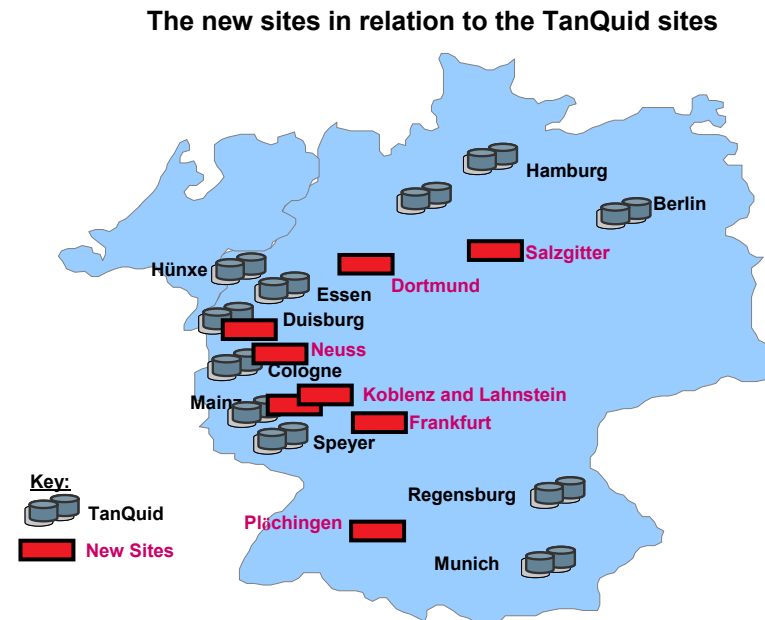 The new sites in relation to the TanQuid sites
Hamburg
Berlin
Salzgitter
Hünxe
Dortmund
Essen
Duisburg
Neuss
Cologne
Koblenz and Lahnstein
Mainz
Frankfurt
Speyer
Key:
Regensburg
TanQuid
Plöchingen
New Sites
Munich